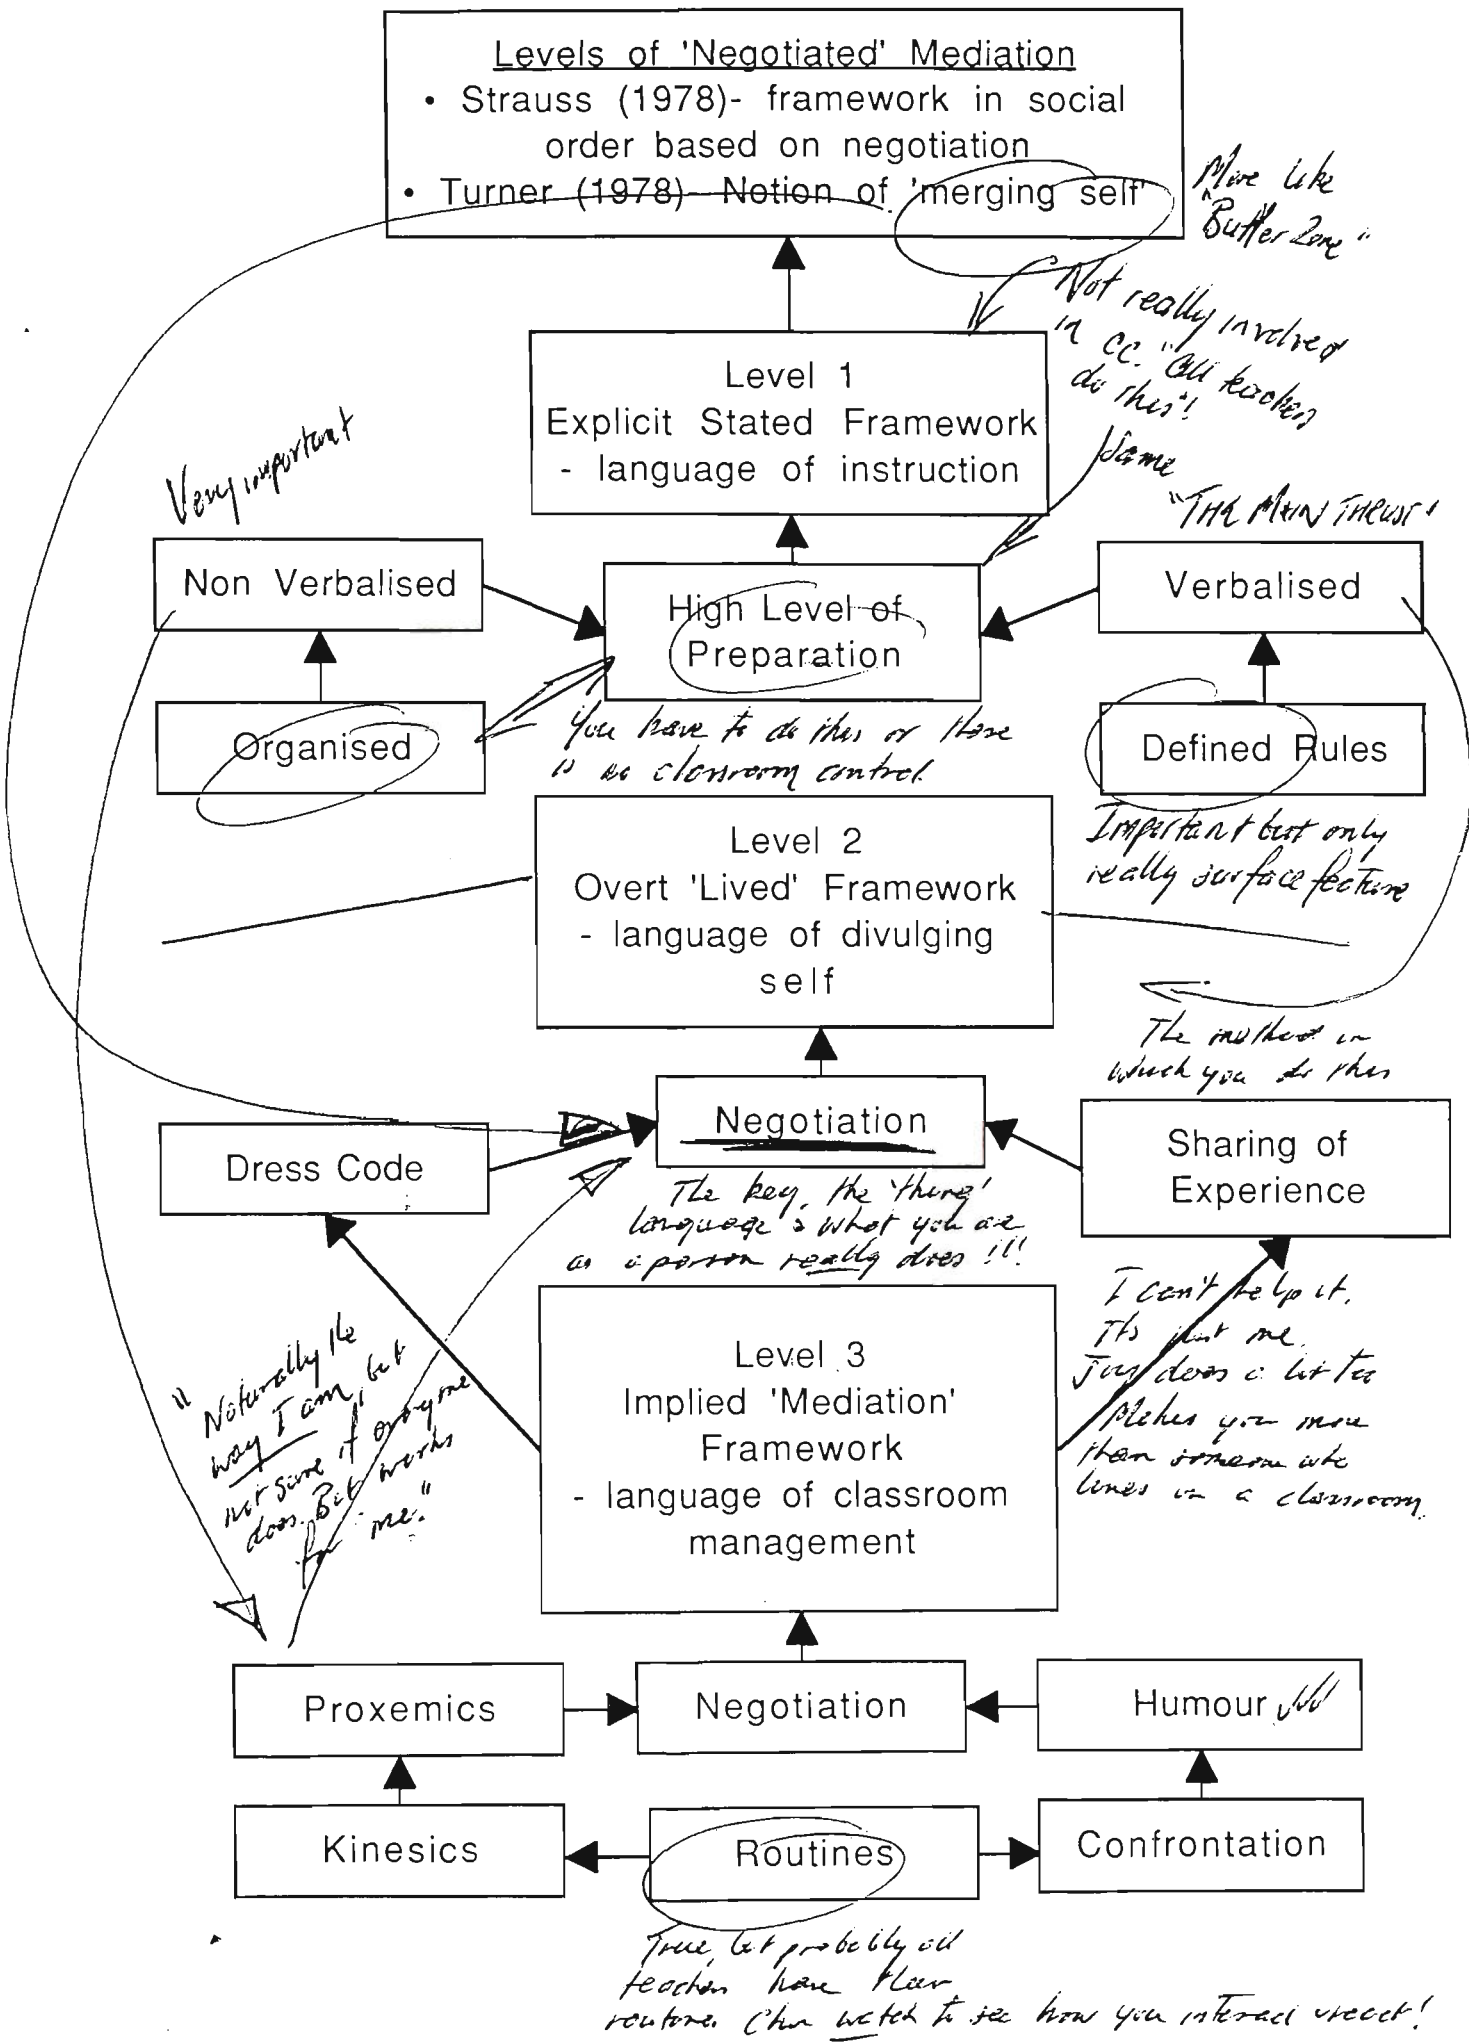 Levels of 'Negotiated' Mediation
• Strauss (1978)- framework in social
order based on negotiation
• Turner (1978)- Notion of 'merging self'
More like
"Buffer Zone"
Not really involved
in CC. "All teachers
do this"!
Same
Level 1
Explicit Stated Framework
- language of instruction
Very important
"THE MAIN THRUST"
Non Verbalised
High Level of
Preparation
Verbalised
Organised
You have to do this or there
is no classroom control.
Defined Rules
Important but only
really surface feature
Level 2
Overt 'Lived' Framework
- language of divulging
self
The method in
which you do this
Dress Code
Negotiation
Sharing of
Experience
The key, the 'thing'
language & what you are
as a person really does!!!
"Naturally the
way I am, but
not sure if everyone
does. But works
for me."
Level 3
Implied 'Mediation'
Framework
- language of classroom
management
I can't help it.
Its just me.
does a lot too
Makes you more
than someone who
lives in a classroom.
Proxemics
Negotiation
Humour
Kinesics
Routines
Confrontation
True, but probably all
teachers have their
routines. watch to see how you interact react!